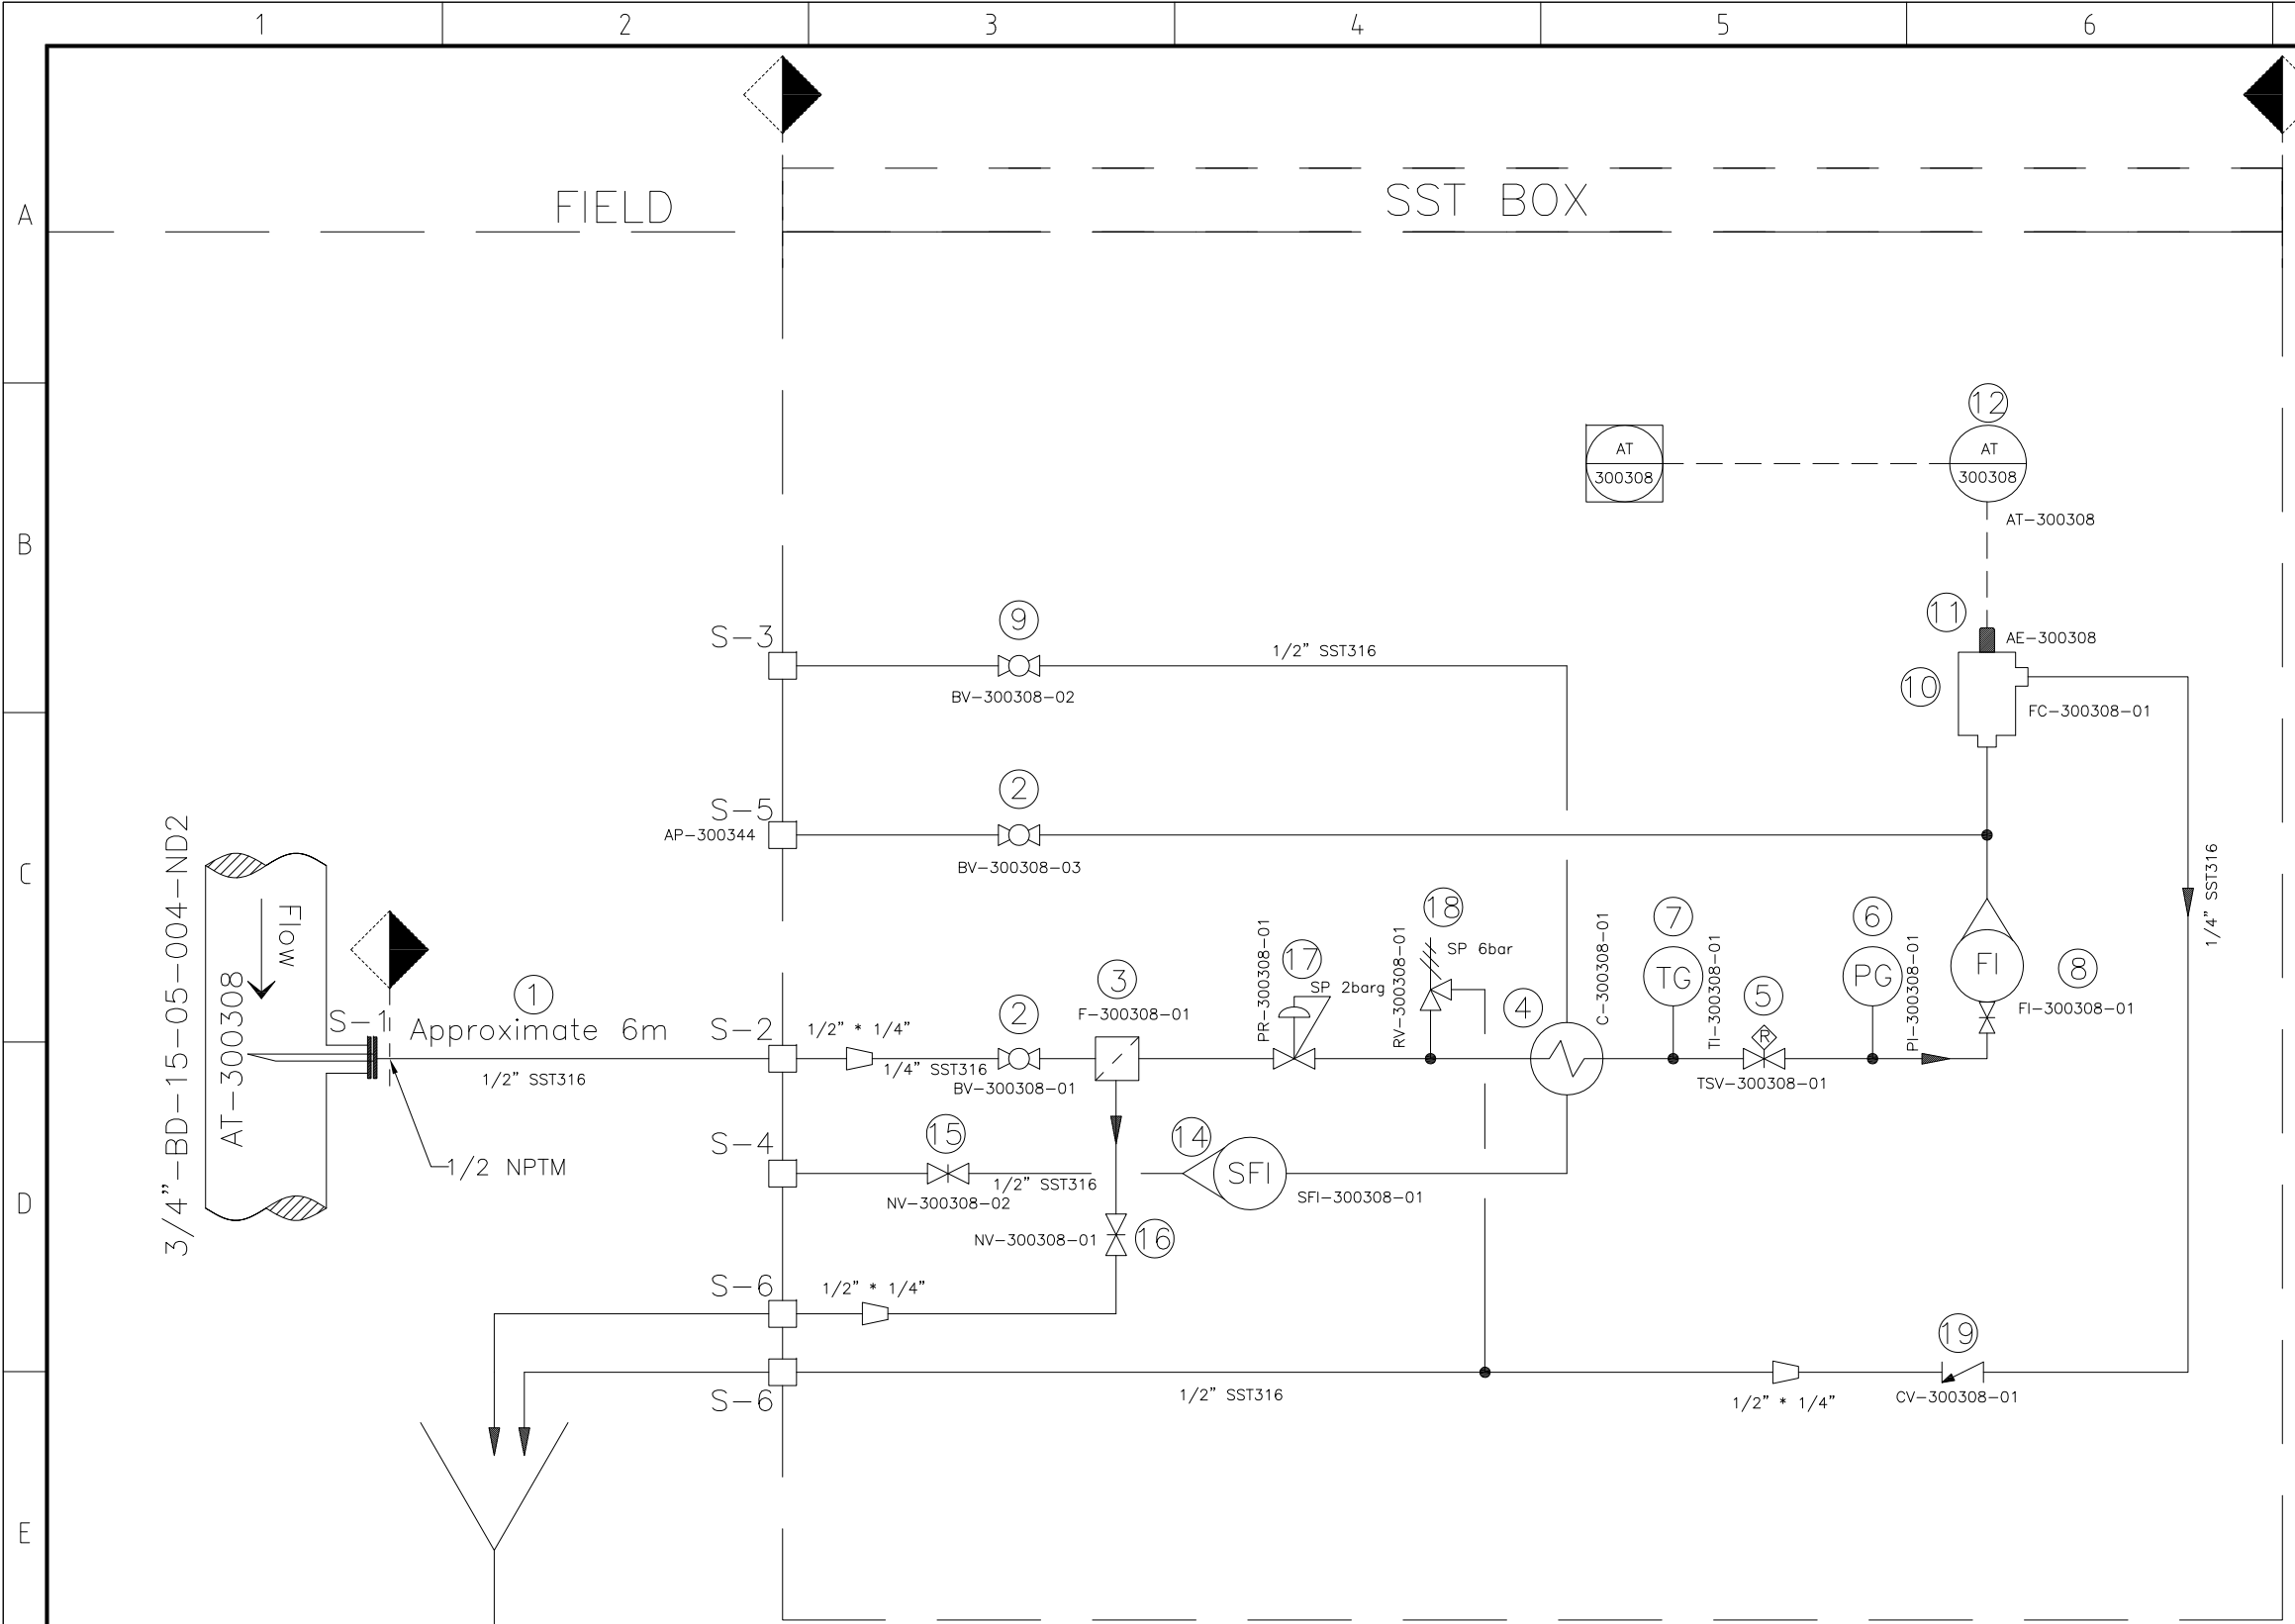 1
2
3
4
5
6
A
B
C
D
E
FIELD
SST BOX
12
AT
300308
AT
300308
AT-300308
11
AE-300308
10
FC-300308-01
S-3
9
1/2" SST316
BV-300308-02
S-5
AP-300344
2
BV-300308-03
1/4" SST316
3/4"-BD-15-05-004-ND2
AT-300308
Flow
S-1
1
Approximate 6m
1/2" SST316
1/2 NPTM
S-2
1/2" * 1/4"
1/4" SST316
2
BV-300308-01
3
F-300308-01
PR-300308-01
17
SP 2barg
RV-300308-01
18
SP 6bar
4
C-300308-01
7
TG
TI-300308-01
5
R
TSV-300308-01
6
PG
PI-300308-01
FI
8
FI-300308-01
S-4
15
1/2" SST316
NV-300308-02
14
SFI
SFI-300308-01
NV-300308-01
16
S-6
1/2" * 1/4"
S-6
1/2" SST316
1/2" * 1/4"
19
CV-300308-01